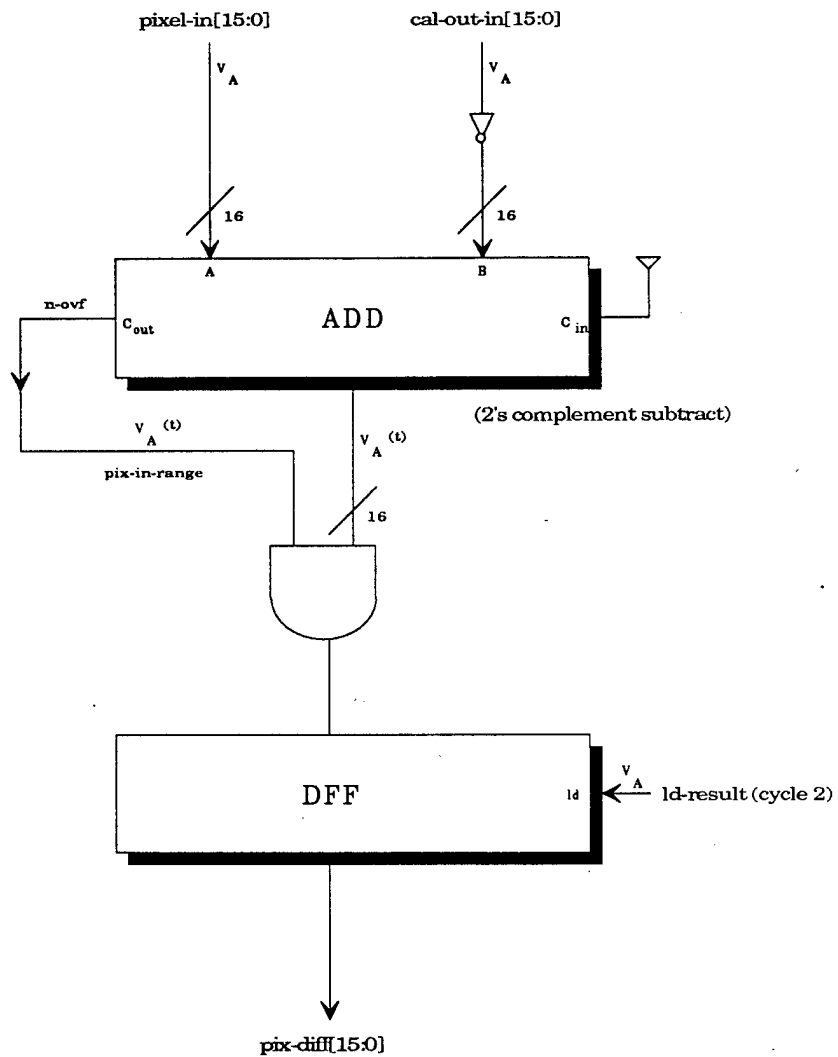 pixel-in[15:0]
cal-out-in[15:0]
V A
V A
16
16
A
B
n-ovf
C out
ADD
C in
(2's complement subtract)
V A (t)
V A (t)
pix-in-range
16
DFF
ld
V A
ld-result (cycle 2)
pix-diff[15:0]